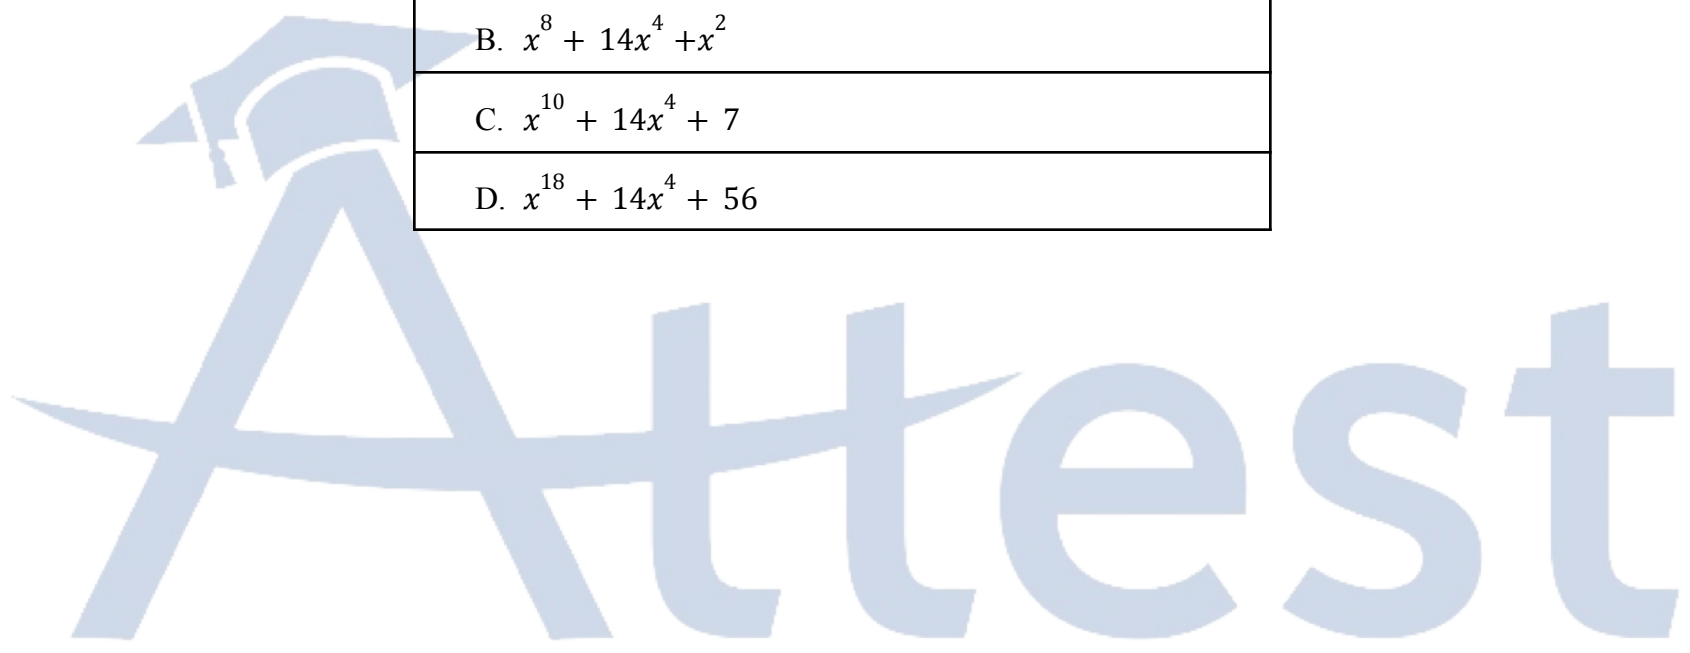 B. x^8 + 14x^4 +x^2
C. x^10 + 14x^4 + 7
D. x^18 + 14x^4 + 56
Attest